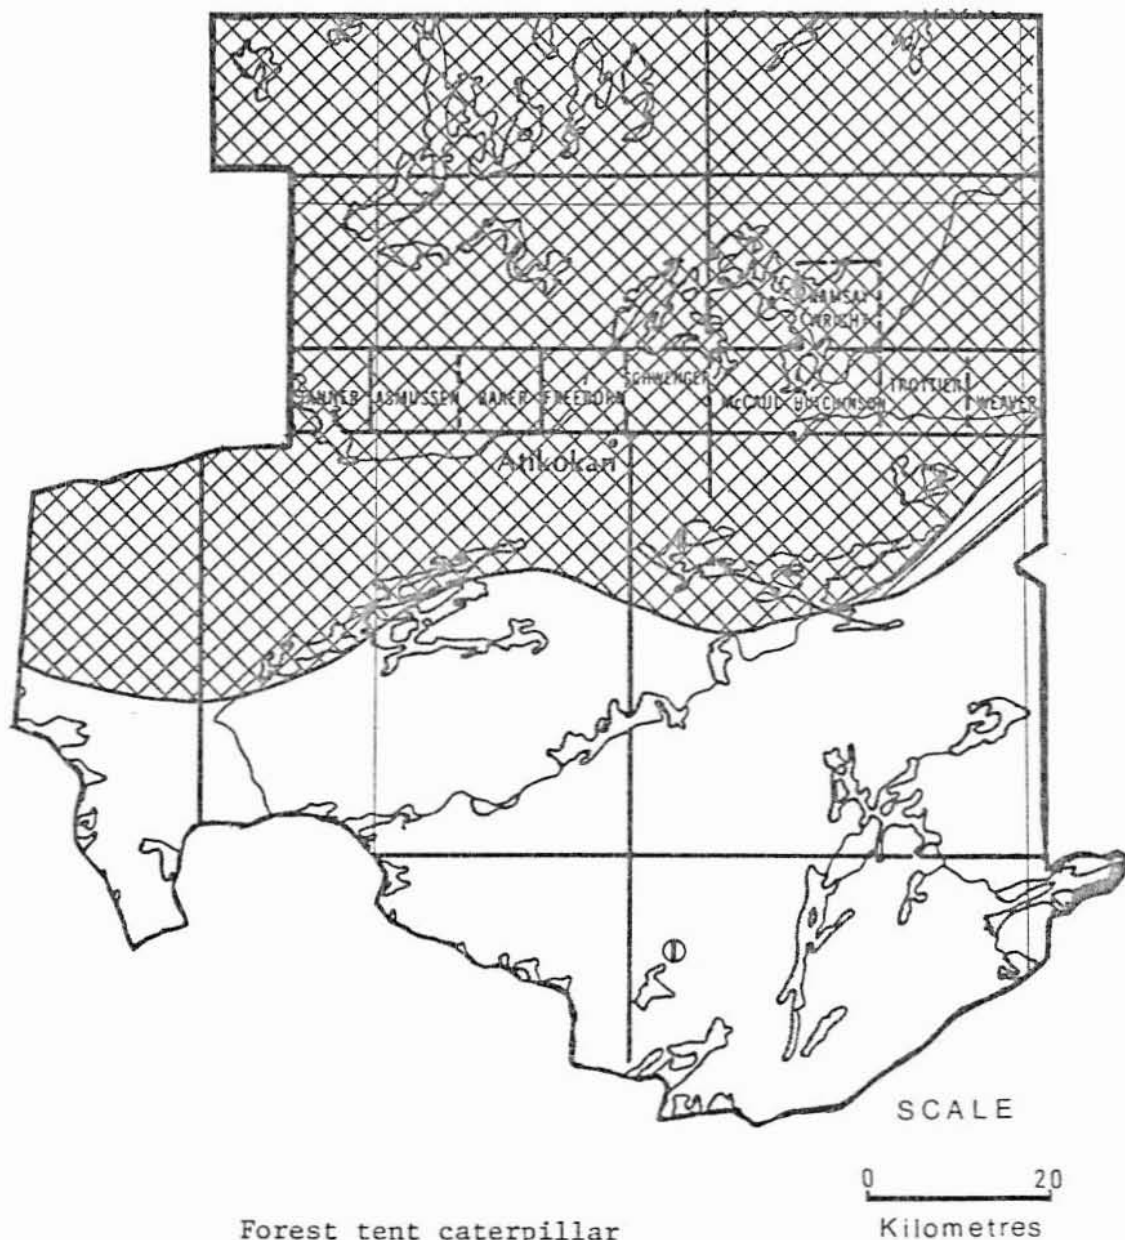 RAMSAY
WRIGHT
TANNER ASMUSSEN BAKER FREEBORN SCHWENGER McCAUL HUTCHINSON TROTTIER WEAVER
Atikokan
SCALE
0 20
Kilometres
Forest tent caterpillar